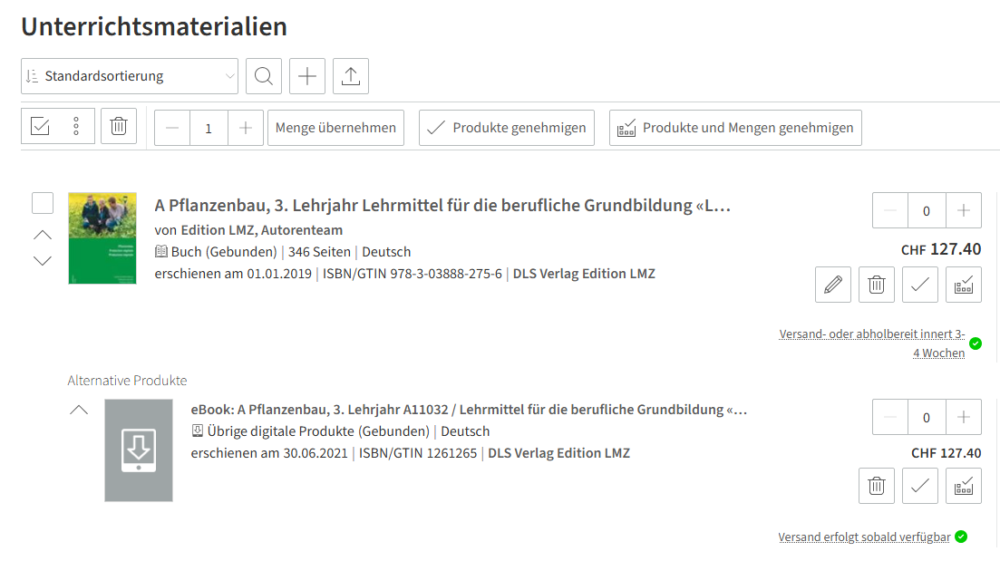 Unterrichtsmaterialien
Standardsortierung
1 Menge übernehmen Produkte genehmigen Produkte und Mengen genehmigen
A Pflanzenbau, 3. Lehrjahr Lehrmittel für die berufliche Grundbildung «L…
0
von Edition LMZ, Autorenteam
Buch (Gebunden) | 346 Seiten | Deutsch
CHF 127.40
erschienen am 01.01.2019 | ISBN/GTIN 978-3-03888-275-6 | DLS Verlag Edition LMZ
Versand- oder abholbereit innert 3-
4 Wochen
Alternative Produkte
eBook: A Pflanzenbau, 3. Lehrjahr A11032 / Lehrmittel für die berufliche Grundbildung «…
0
Übrige digitale Produkte (Gebunden) | Deutsch
erschienen am 30.06.2021 | ISBN/GTIN 1261265 | DLS Verlag Edition LMZ
CHF 127.40
Versand erfolgt sobald verfügbar